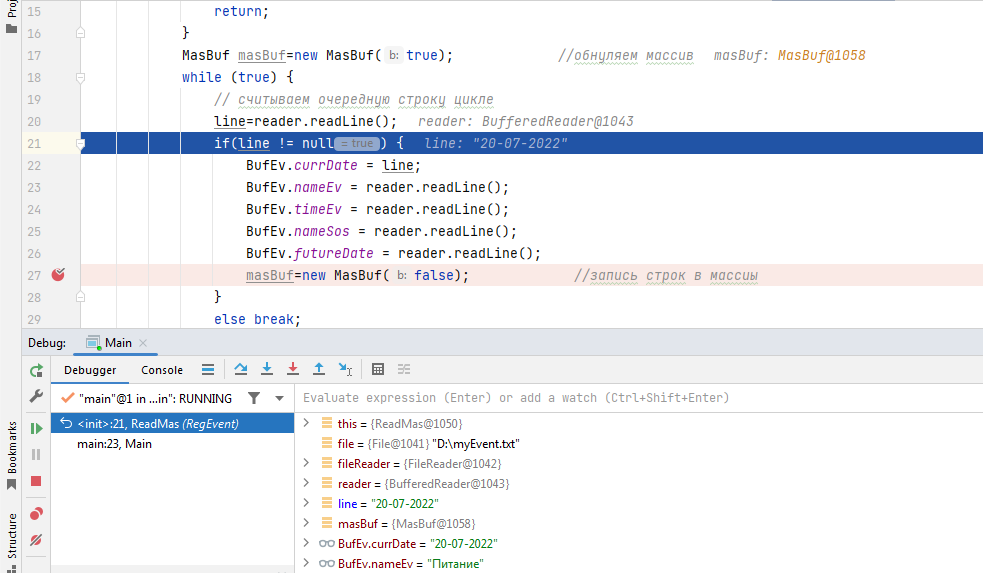 Proj
15 return;
16 }
17 MasBuf masBuf=new MasBuf( b: true); //обнуляем массив masBuf: MasBuf@1058
18 while (true) {
19 // считываем очередную строку цикле
20 line=reader.readLine(); reader: BufferedReader@1043
21 if(line != null = true ) { line: "20-07-2022"
22 BufEv.currDate = line;
23 BufEv.nameEv = reader.readLine();
24 BufEv.timeEv = reader.readLine();
25 BufEv.nameSos = reader.readLine();
26 BufEv.futureDate = reader.readLine();
27 masBuf=new MasBuf( b: false); //запись строк в массиы
28 }
29 else break;
Debug: Main
Debugger Console
"main"@1 in ...in": RUNNING
Evaluate expression (Enter) or add a watch (Ctrl+Shift+Enter)
<init>:21, ReadMas (RegEvent)
main:23, Main
this = {ReadMas@1050}
file = {File@1041} "D:\myEvent.txt"
fileReader = {FileReader@1042}
reader = {BufferedReader@1043}
line = "20-07-2022"
masBuf = {MasBuf@1058}
BufEv.currDate = "20-07-2022"
BufEv.nameEv = "Питание"
Bookmarks
Structure